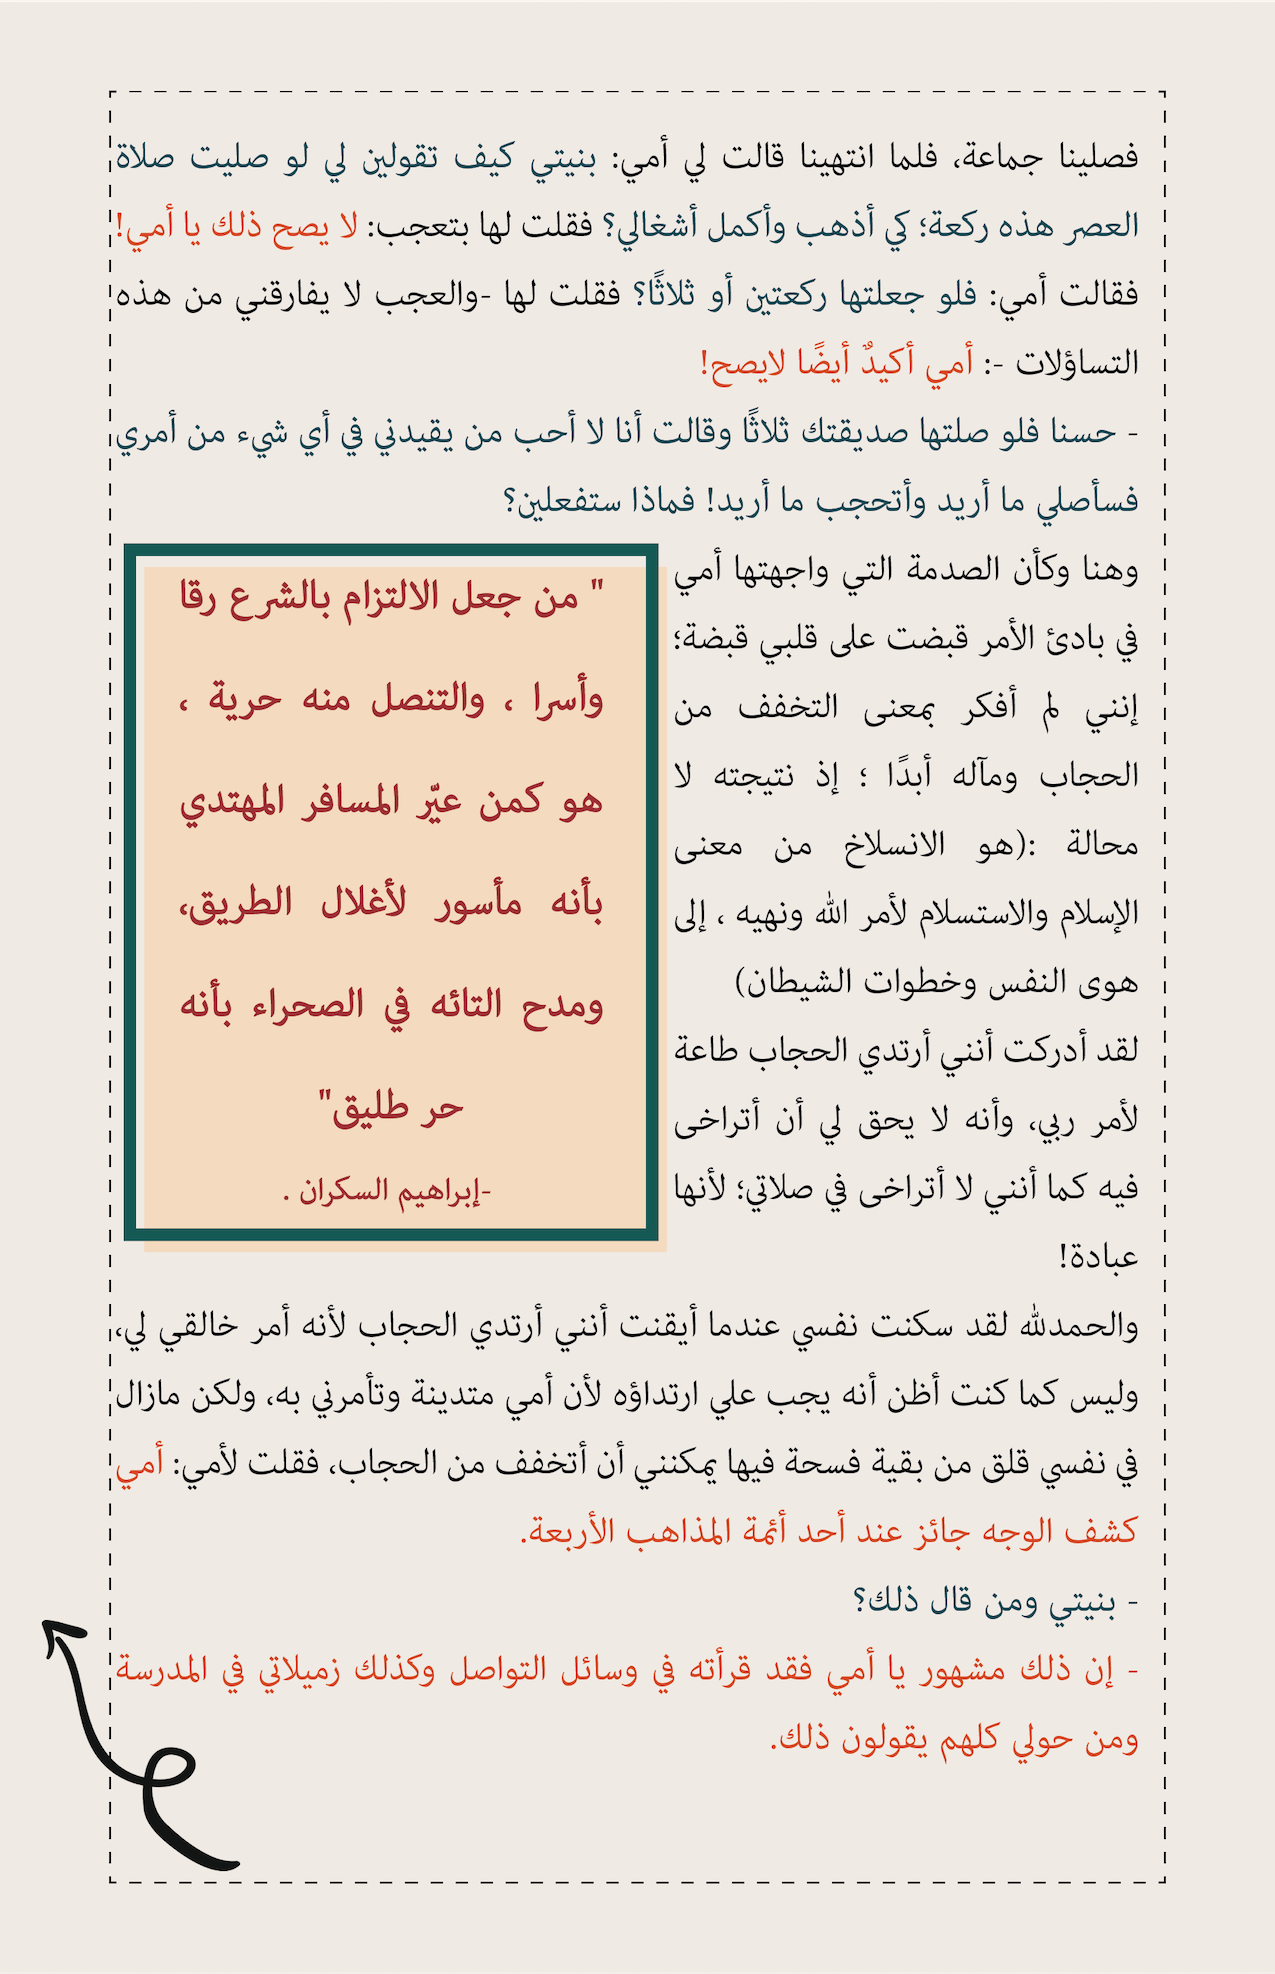 فصلينا جماعة، فلما انتهينا قالت لي أمي: بنيتي كيف تقولين لي لو صليت صلاة
العصر هذه ركعة؛ كي أذهب وأكمل أشغالي؟ فقلت لها بتعجب: لا يصح ذلك يا أمي!
فقالت أمي: فلو جعلتها ركعتين أو ثلاثًا؟ فقلت لها -والعجب لا يفارقني من هذه
التساؤلات -: أمي أكيدٌ أيضًا لايصح!
- حسنا فلو صلتها صديقتك ثلاثًا وقالت أنا لا أحب من يقيدني في أي شيء من أمري
فسأصلي ما أريد وأتحجب ما أريد! فماذا ستفعلين؟
وهنا وكأن الصدمة التي واجهتها أمي
في بادئ الأمر قبضت على قلبي قبضة؛
إنني لم أفكر بمعنى التخفف من
الحجاب ومآله أبدًا ؛ إذ نتيجته لا
محالة :(هو الانسلاخ من معنى
الإسلام والاستسلام لأمر الله ونهيه ، إلى
هوى النفس وخطوات الشيطان)
لقد أدركت أنني أرتدي الحجاب طاعة
لأمر ربي، وأنه لا يحق لي أن أتراخى
فيه كما أنني لا أتراخى في صلاتي؛ لأنها
عبادة!
" من جعل الالتزام بالشرع رقا
وأسرا ، والتنصل منه حرية ،
هو كمن عيّر المسافر المهتدي
بأنه مأسور لأغلال الطريق،
ومدح التائه في الصحراء بأنه
حر طليق"
-إبراهيم السكران .
والحمدلله لقد سكنت نفسي عندما أيقنت أنني أرتدي الحجاب لأنه أمر خالقي لي،
وليس كما كنت أظن أنه يجب علي ارتداؤه لأن أمي متدينة وتأمرني به، ولكن مازال
في نفسي قلق من بقية فسحة فيها يمكنني أن أتخفف من الحجاب، فقلت لأمي: أمي
كشف الوجه جائز عند أحد أئمة المذاهب الأربعة.
- بنيتي ومن قال ذلك؟
- إن ذلك مشهور يا أمي فقد قرأته في وسائل التواصل وكذلك زميلاتي في المدرسة
ومن حولي كلهم يقولون ذلك.